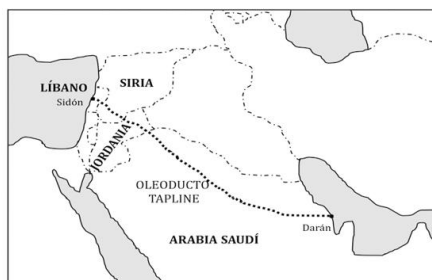 LÍBANO
SIRIA
Sidón
JORDANIA
OLEODUCTO
TAPLINE
Darán
ARABIA SAUDÍ